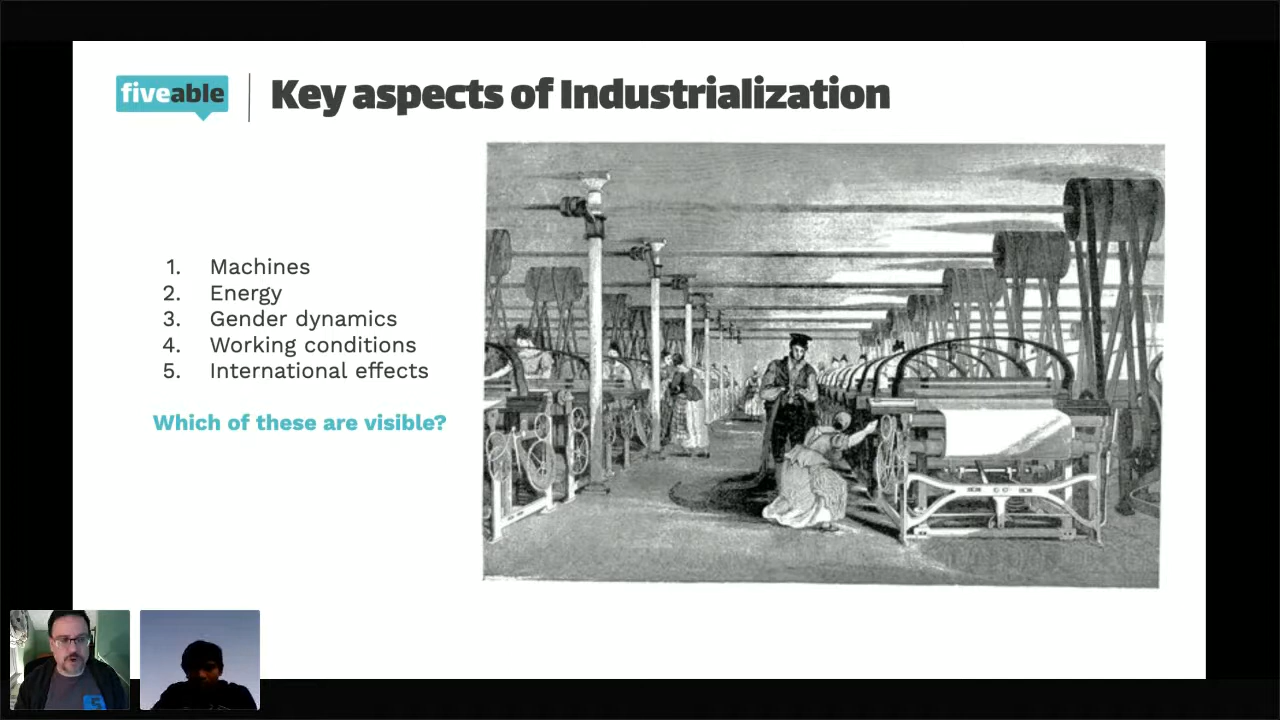 fiveable
Key aspects of Industrialization
1. Machines
2. Energy
3. Gender dynamics
4. Working conditions
5. International effects
Which of these are visible?